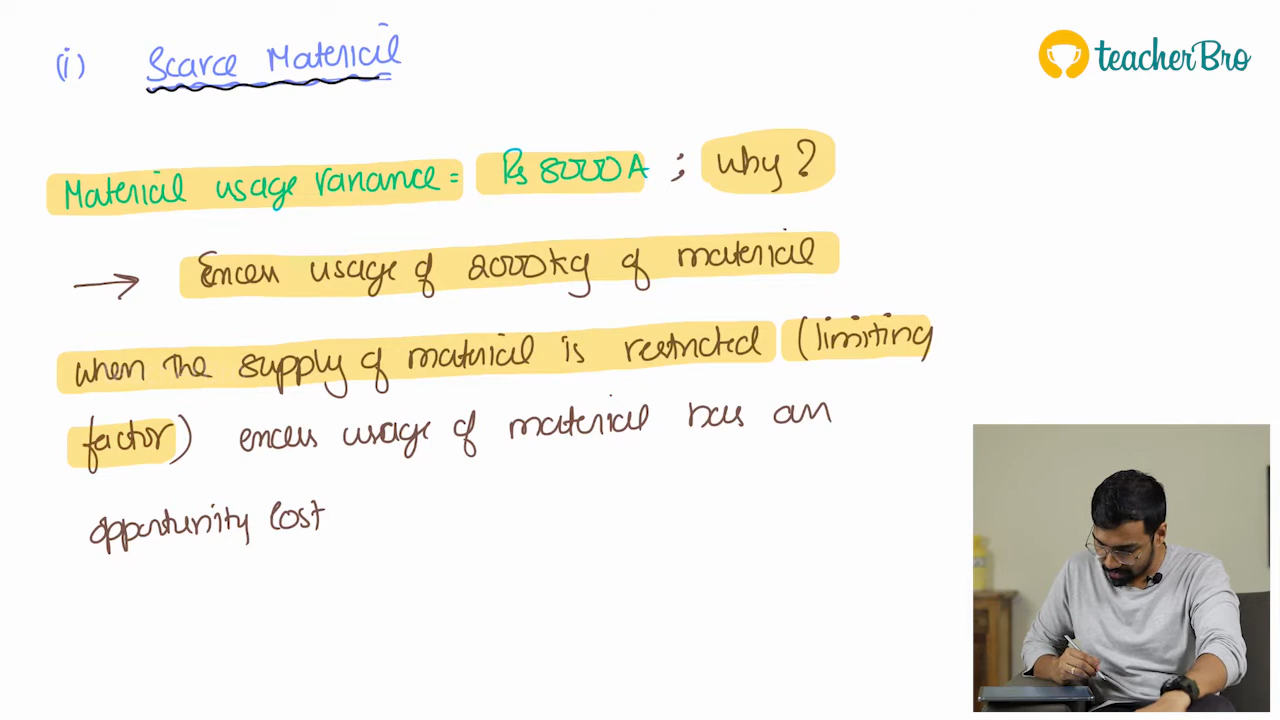 (i) Scarce Material
teacherBro
Material usage variance = Rs 8000 A ; why?
→ Excess usage of 2000kg of material
when the supply of material is restricted (limiting
factor) excess usage of material has an
opportunity cost